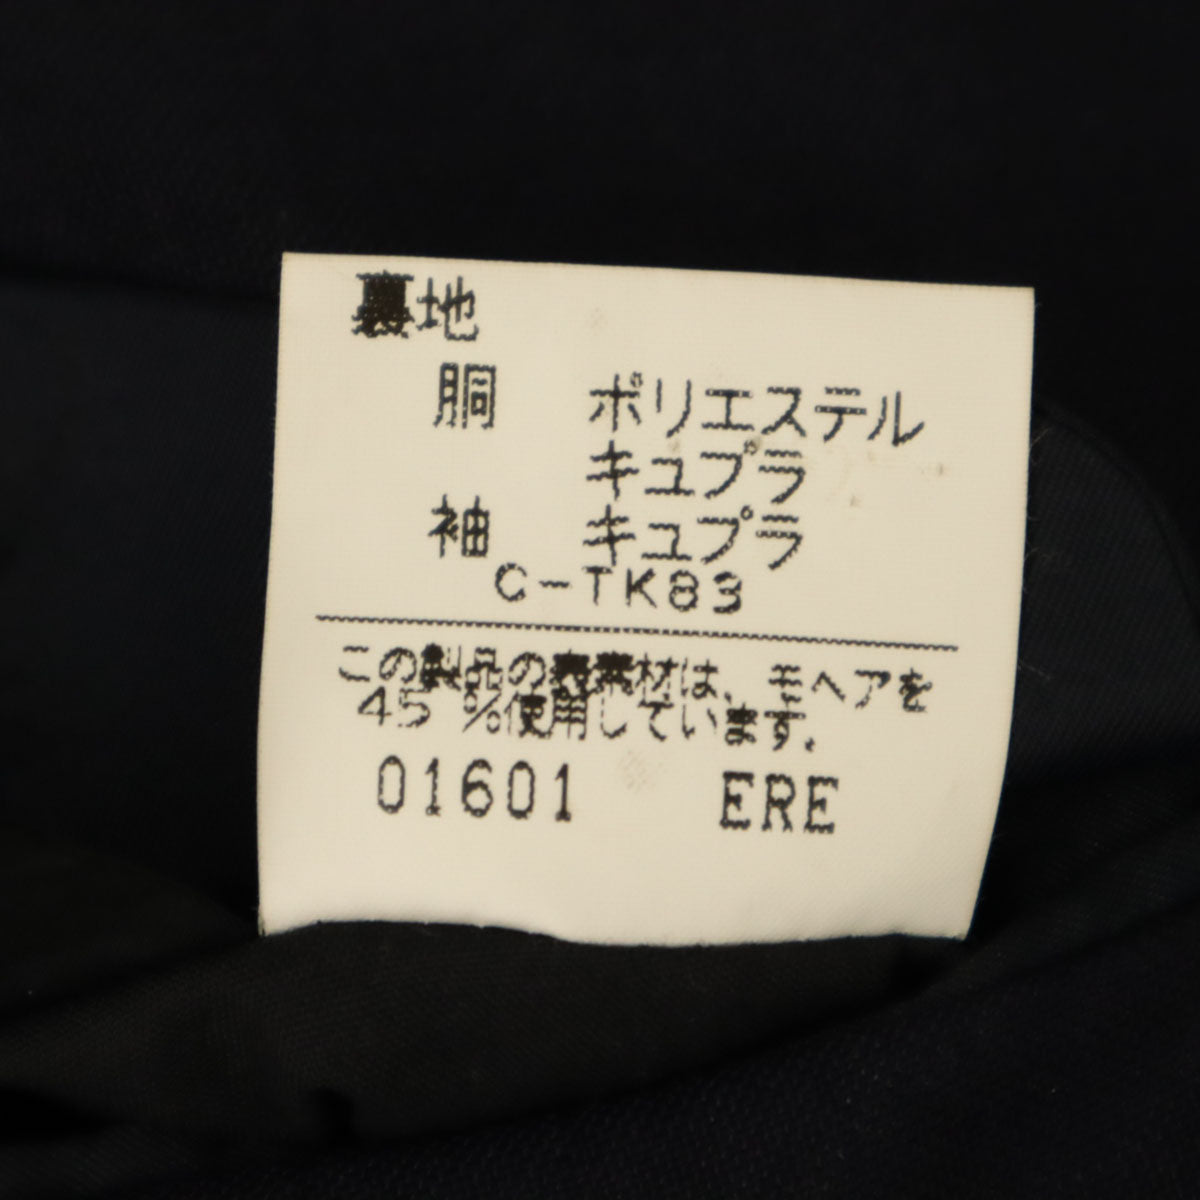 裏地
胴 ポリエステル
キュプラ
袖 キュプラ
C-TK83
この製品の表素材は、モヘアを
45%使用しています。
01601 ERE